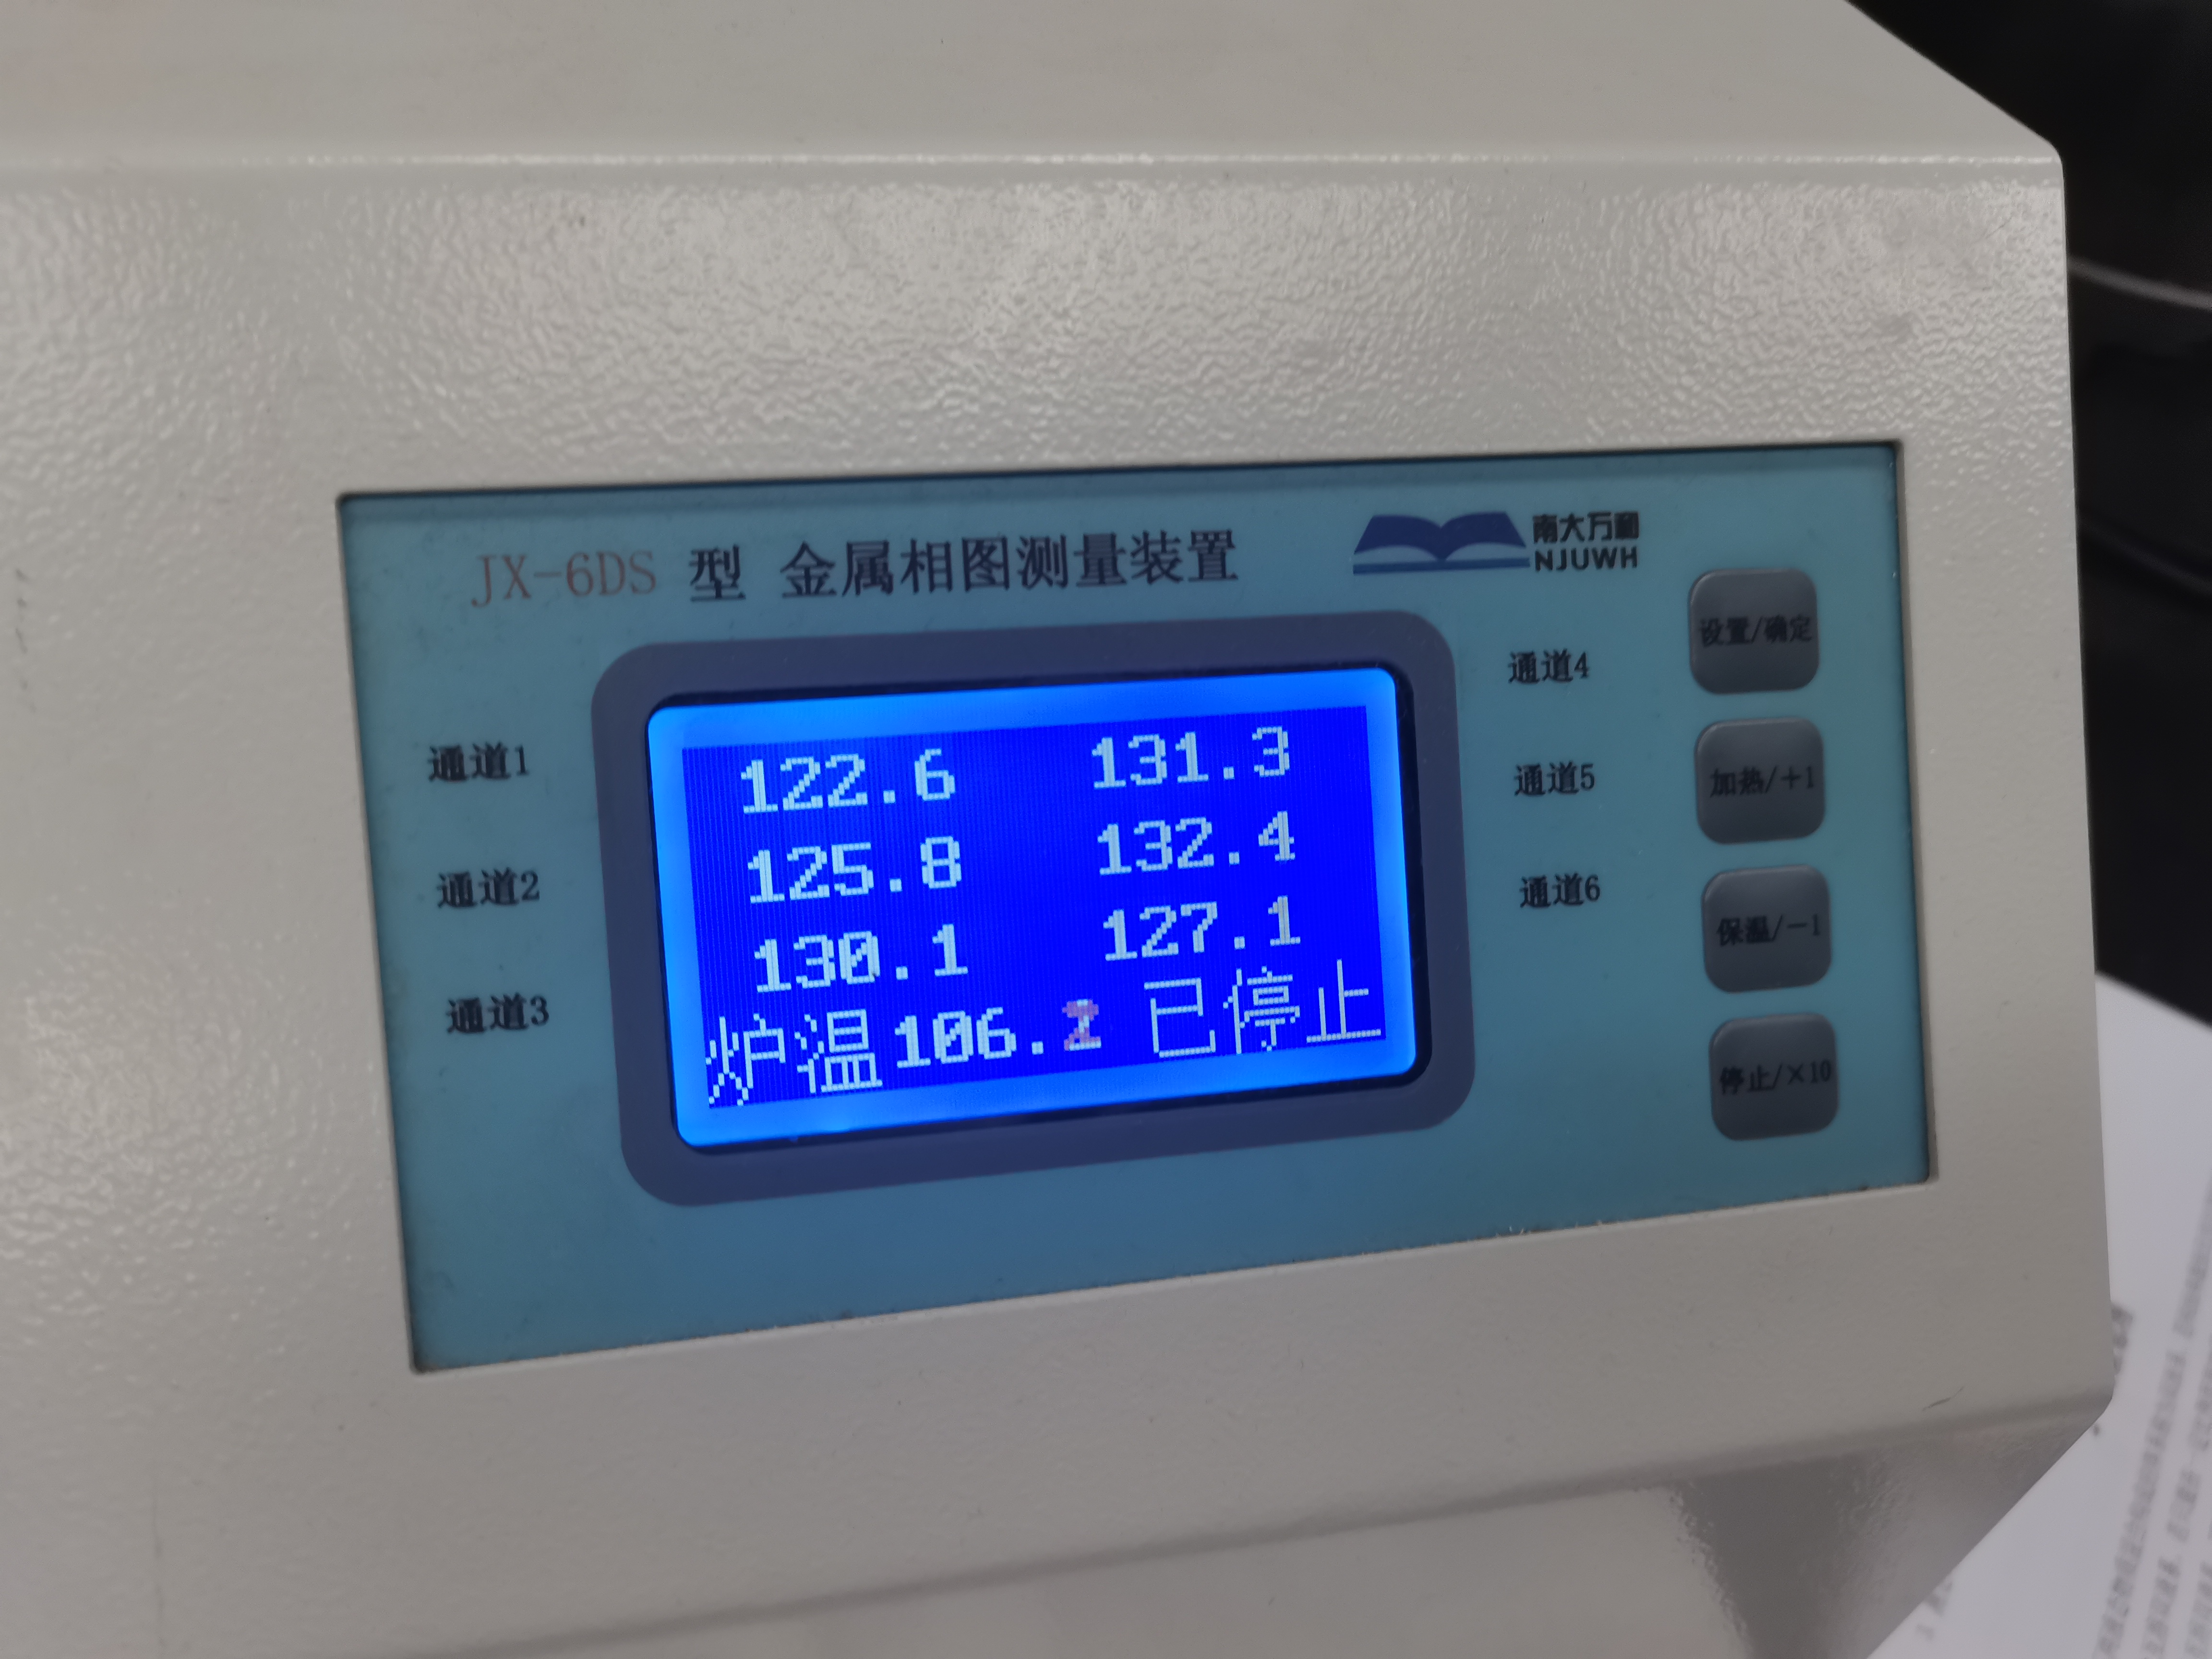 JX-6DS 型 金属相图测量装置
南大万和
NJUWH
通道1
通道2
通道3
122.6 131.3
125.8 132.4
130.1 127.1
炉温106. 已停止
通道4
通道5
通道6
设置/确定
加热/+1
保温/-1
停止/×10